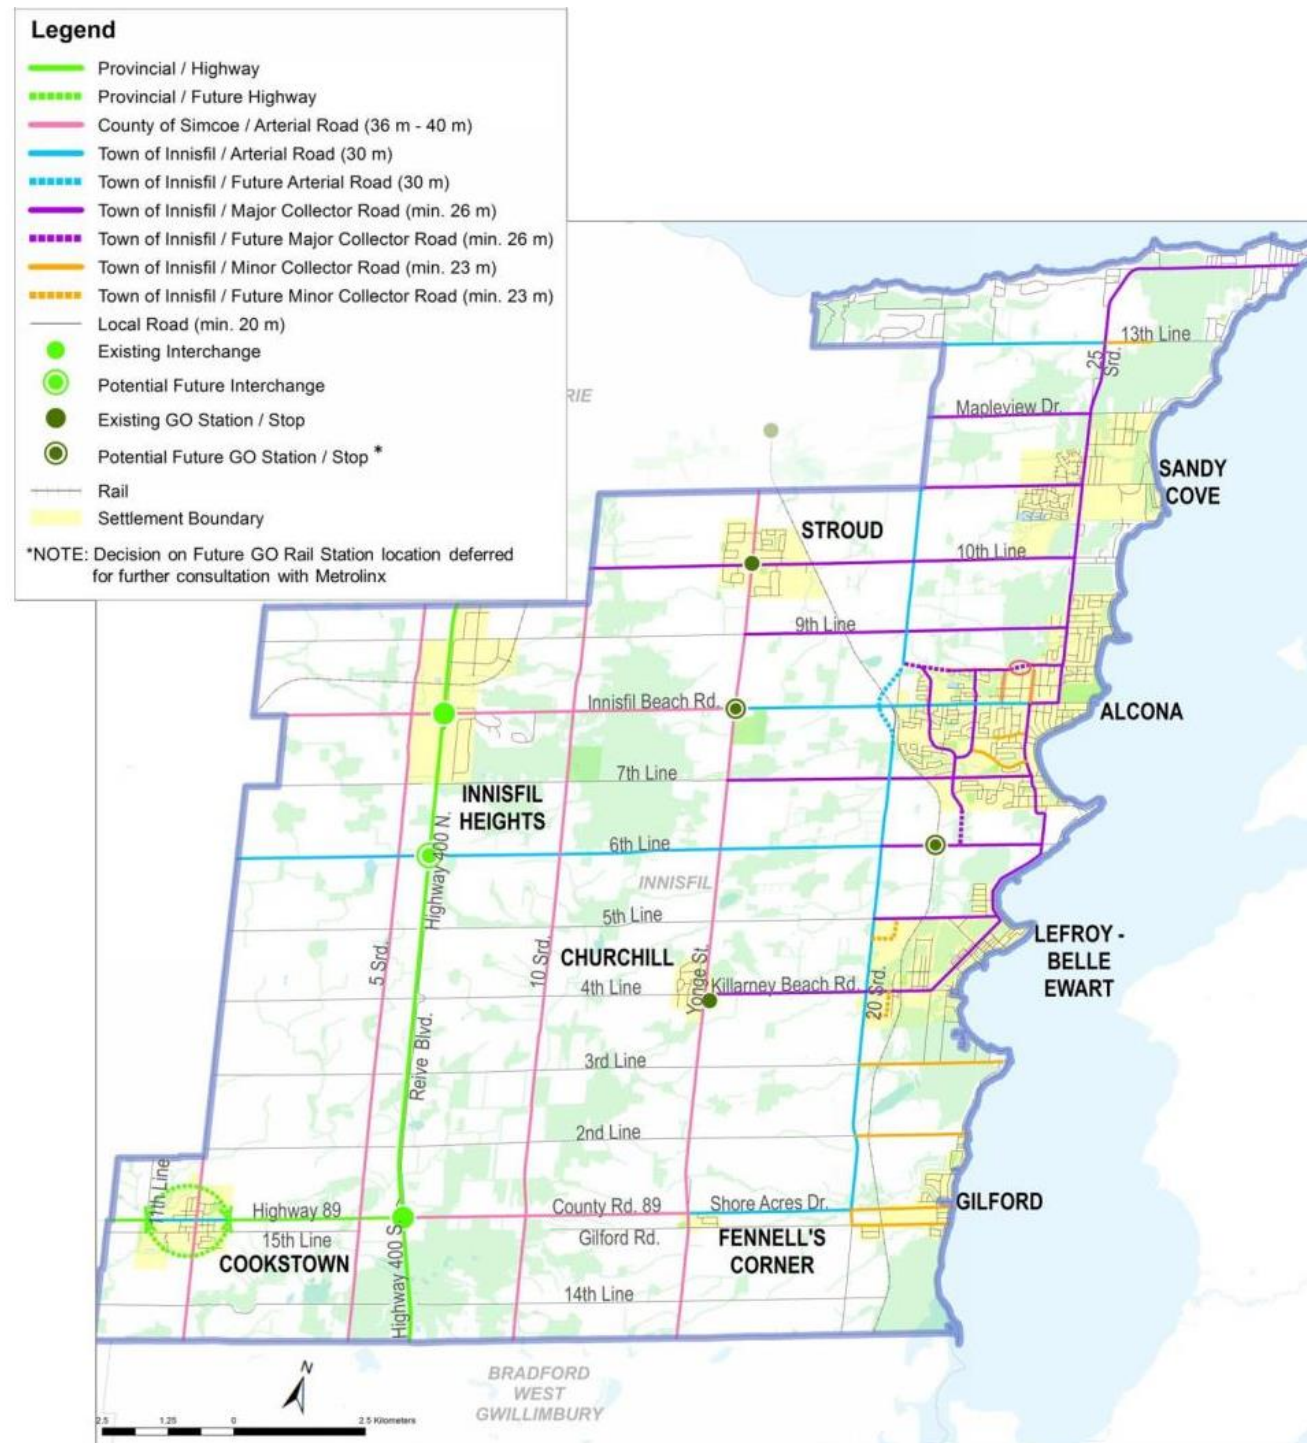 Legend
Provincial / Highway
Provincial / Future Highway
County of Simcoe / Arterial Road (36 m - 40 m)
Town of Innisfil / Arterial Road (30 m)
Town of Innisfil / Future Arterial Road (30 m)
Town of Innisfil / Major Collector Road (min. 26 m)
Town of Innisfil / Future Major Collector Road (min. 26 m)
Town of Innisfil / Minor Collector Road (min. 23 m)
Town of Innisfil / Future Minor Collector Road (min. 23 m)
Local Road (min. 20 m)
Existing Interchange
Potential Future Interchange
Existing GO Station / Stop
Potential Future GO Station / Stop *
Rail
Settlement Boundary
*NOTE: Decision on Future GO Rail Station location deferred
for further consultation with Metrolinx
RIE
13th Line
25
Srd.
Mapleview Dr.
SANDY
COVE
STROUD
10th Line
9th Line
Innisfil Beach Rd.
ALCONA
7th Line
INNISFIL
HEIGHTS
Highway 400 N.
6th Line
INNISFIL
5th Line
LEFROY -
BELLE
EWART
CHURCHILL
5 Srd.
10 Srd.
Yonge St.
4th Line
Killarney Beach Rd.
20 Srd.
Reive Blvd.
3rd Line
2nd Line
11th Line
Highway 89
County Rd. 89
Shore Acres Dr.
GILFORD
15th Line
Gilford Rd.
FENNELL'S
CORNER
COOKSTOWN
Highway 400 S.
14th Line
BRADFORD
WEST
GWILLIMBURY
N
2.5 1.25 0 2.5 Kilometers